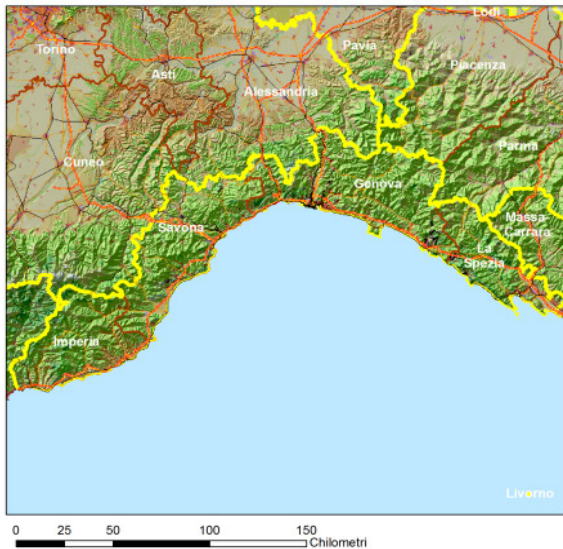 Lodi
Torino
Pavia
Asti
Piacenza
Alessandria
Parma
Cuneo
Genova
Massa-
Carrara
Savona
La
Spezia
Imperia
Livorno
0 25 50 100 150
Chilometri